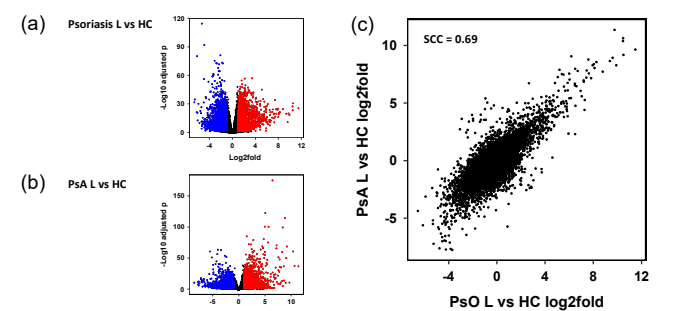 (a) Psoriasis L vs HC
120
90
60
30
0
-Log10 adjusted p
-4 0 4 8 12
Log2fold
(b) PsA L vs HC
150
100
50
0
-Log10 adjusted p
-5 0 5 10
(c)
SCC = 0.69
10
5
0
-5
PsA L vs HC log2fold
-4 0 4 8 12
PsO L vs HC log2fold